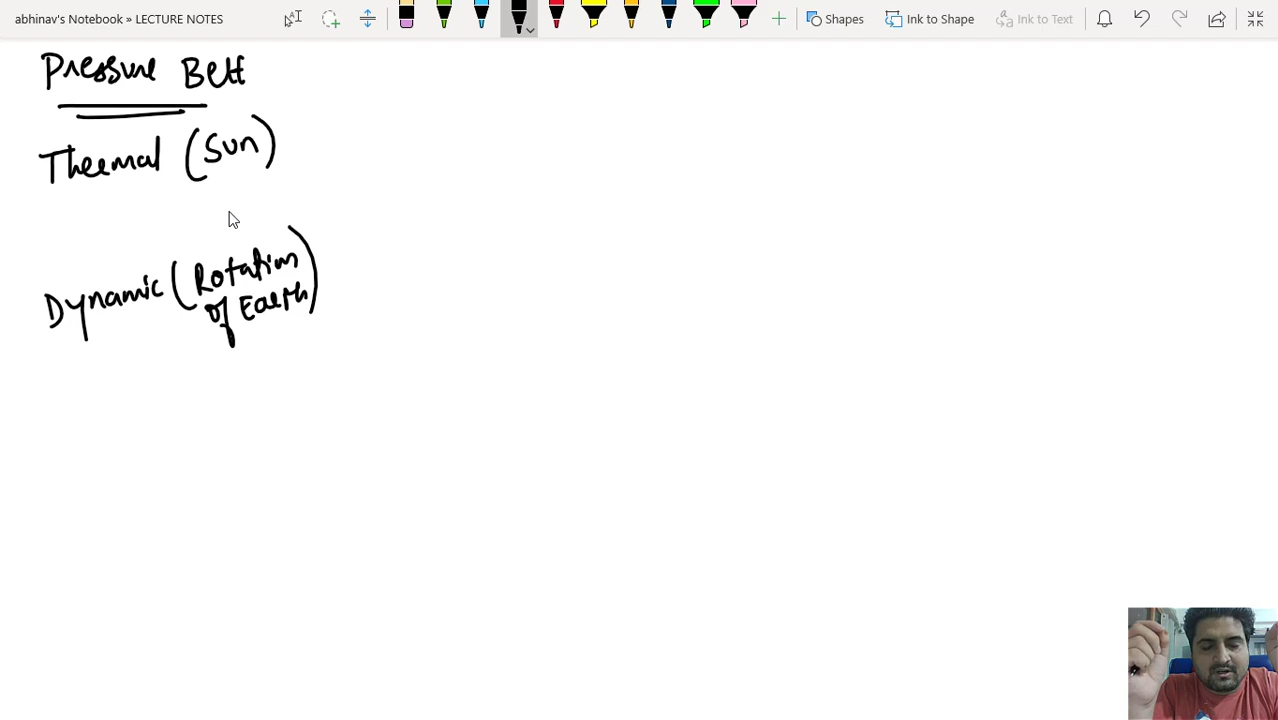 abhinav's Notebook » LECTURE NOTES
Shapes
Ink to Shape
Ink to Text
Pressure Belt
Thermal (Sun)
Dynamic (Rotation
of Earth)